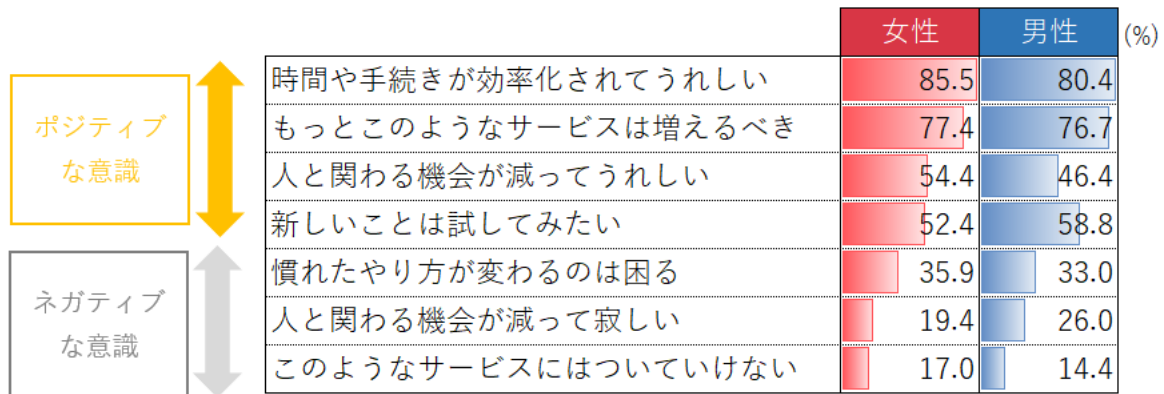 女性 男性 (%)
ポジティブ
な意識
時間や手続きが効率化されてうれしい 85.5 80.4
もっとこのようなサービスは増えるべき 77.4 76.7
人と関わる機会が減ってうれしい 54.4 46.4
新しいことは試してみたい 52.4 58.8
ネガティブ
な意識
慣れたやり方が変わるのは困る 35.9 33.0
人と関わる機会が減って寂しい 19.4 26.0
このようなサービスにはついていけない 17.0 14.4